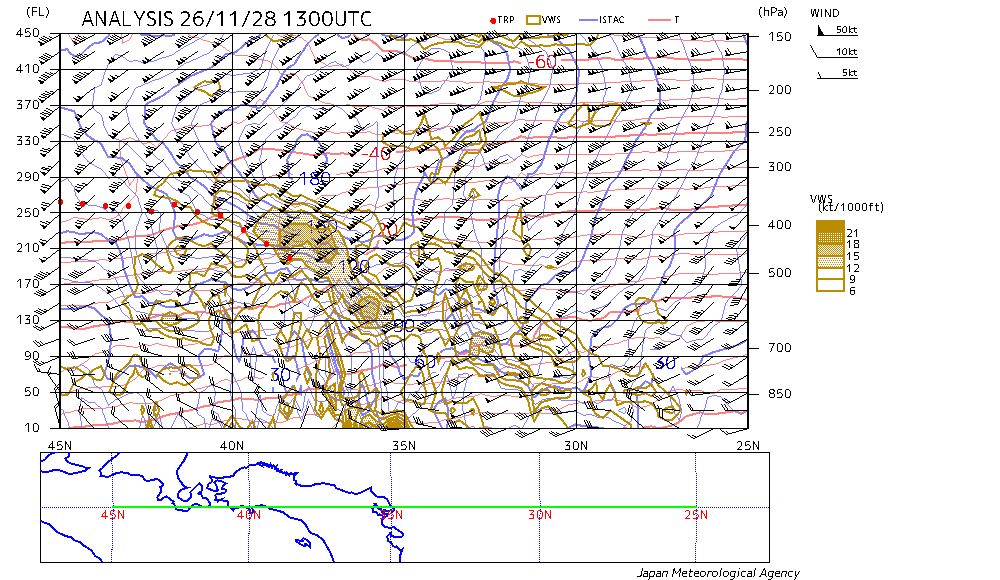 (FL) ANALYSIS 26/11/28 1300UTC TRP VWS ISTAC T (hPa) WIND
50kt
10kt
5kt
450 150
410 -60
370 200
330 250
-40 300
290 180
250
400
210
120 500
170
130
90 700
60 30
30
50 850
10
45N 40N 35N 30N 25N
VWS
(kt/1000ft)
21
18
15
12
9
6
45N 40N 35N 30N 25N
Japan Meteorological Agency